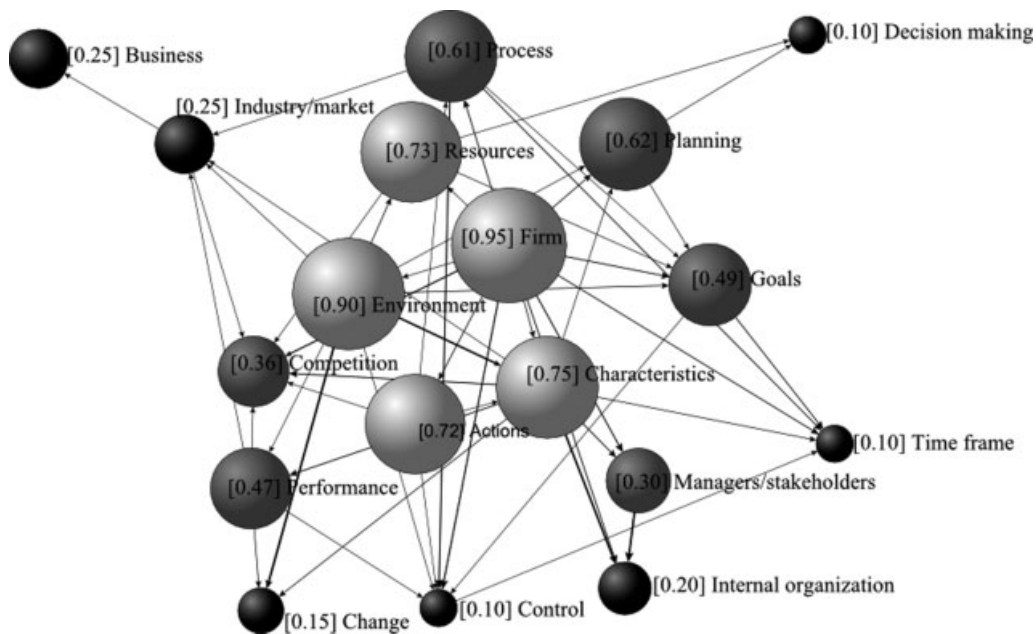 [0.25] Business
[0.61] Process
[0.10] Decision making
[0.25] Industry/market
[0.73] Resources
[0.62] Planning
[0.95] Firm
[0.49] Goals
[0.90] Environment
[0.36] Competition
[0.75] Characteristics
[0.72] Actions
[0.10] Time frame
[0.47] Performance
[0.30] Managers/stakeholders
[0.20] Internal organization
[0.15] Change
[0.10] Control